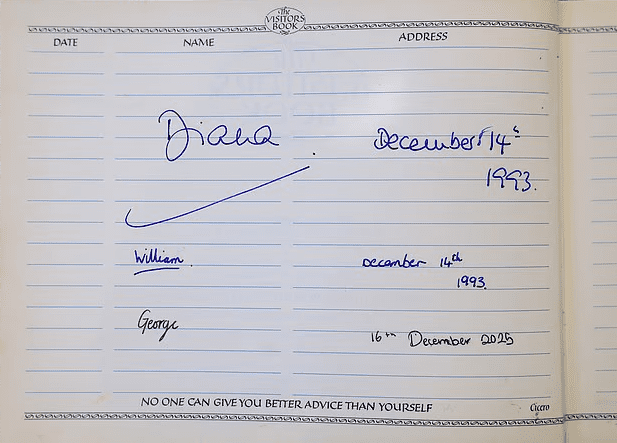 The
VISITORS
BOOK
DATE NAME ADDRESS
Diana December 14th
1993.
William. December 14th
1993.
George 16th December 2025
NO ONE CAN GIVE YOU BETTER ADVICE THAN YOURSELF Cicero